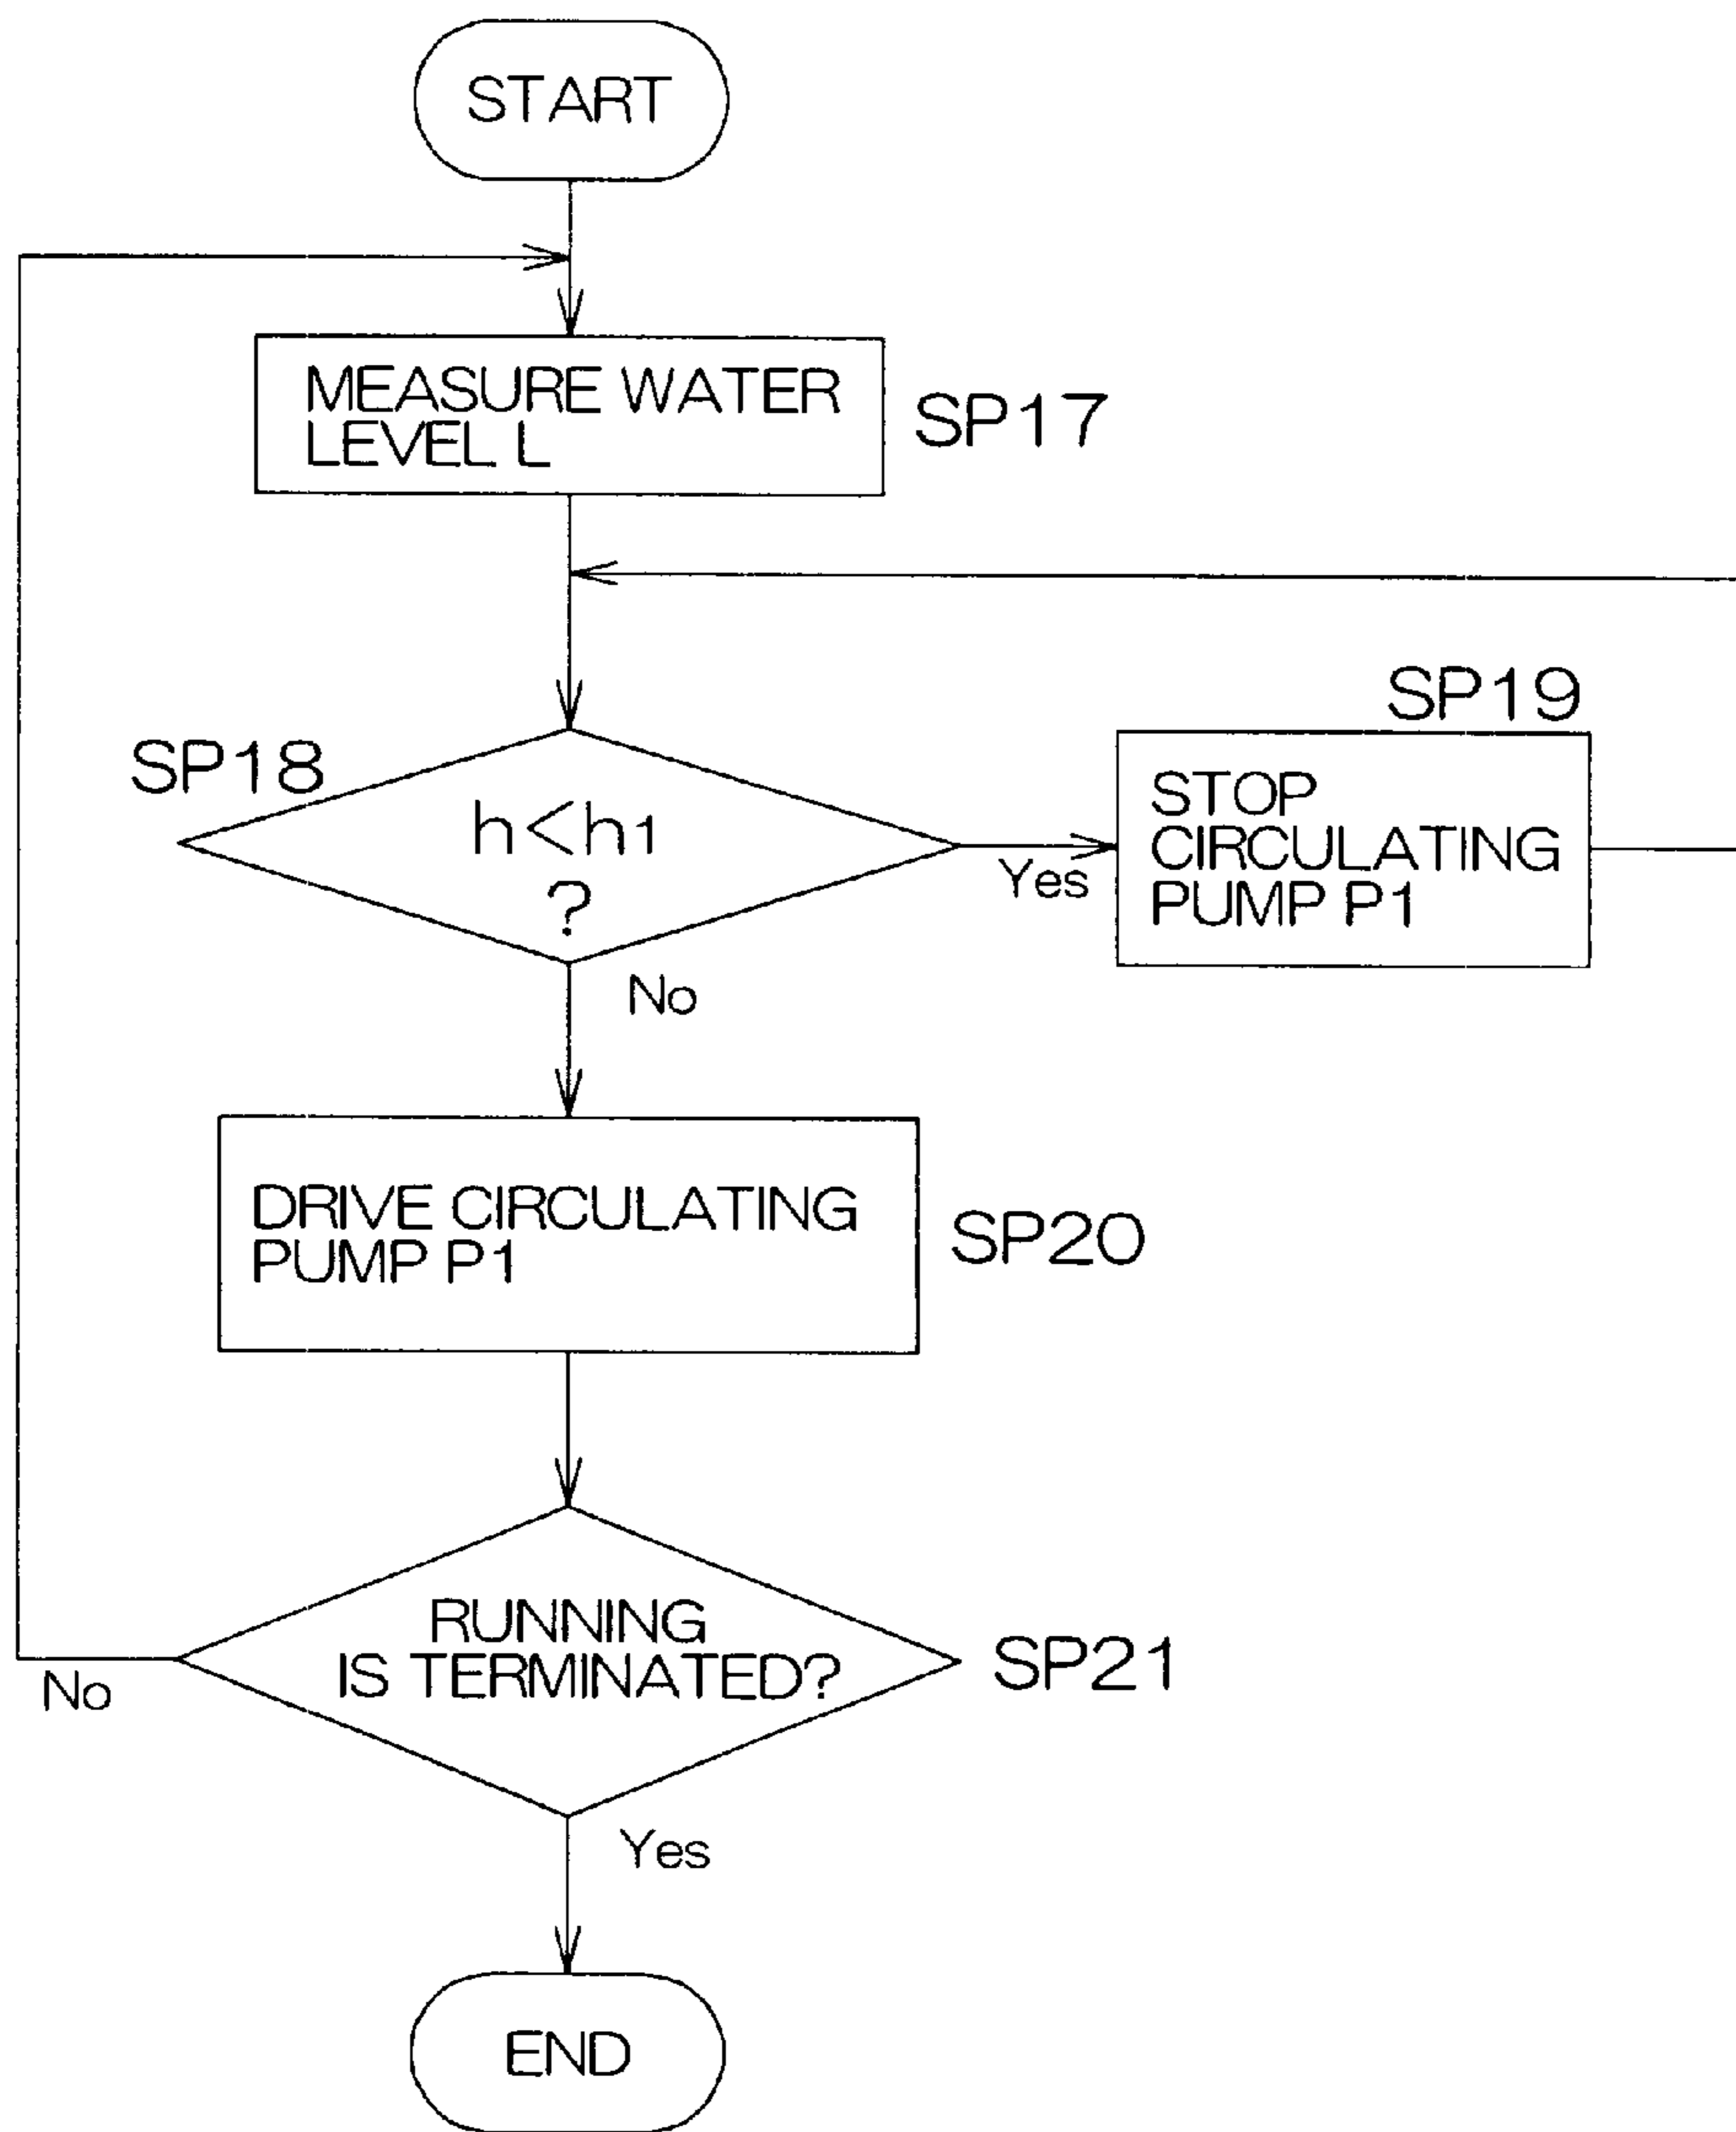 START
MEASURE WATER
LEVEL L
SP17
SP18
h<h1
?
Yes
SP19
STOP
CIRCULATING
PUMP P1
No
DRIVE CIRCULATING
PUMP P1
SP20
RUNNING
IS TERMINATED?
SP21
No
Yes
END